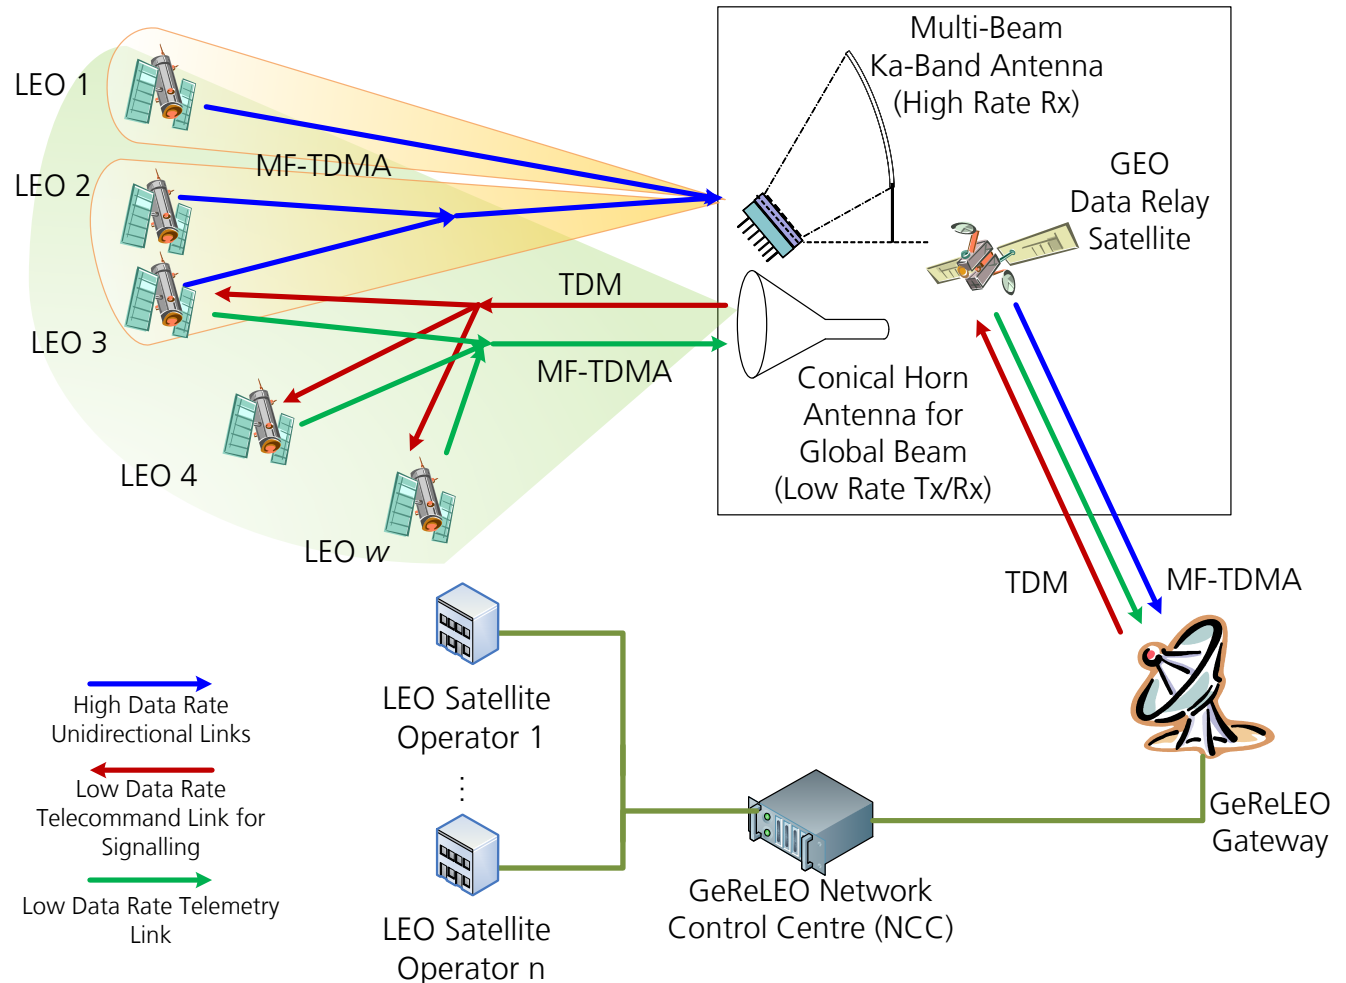 Multi-Beam
Ka-Band Antenna
(High Rate Rx)
LEO 1
MF-TDMA
LEO 2
GEO
Data Relay
Satellite
TDM
LEO 3
MF-TDMA
Conical Horn
Antenna for
Global Beam
(Low Rate Tx/Rx)
LEO 4
LEO w
TDM
MF-TDMA
LEO Satellite
Operator 1
⋮
High Data Rate
Unidirectional Links
Low Data Rate
Telecommand Link for
Signalling
Low Data Rate Telemetry
Link
GeReLEO
Gateway
GeReLEO Network
Control Centre (NCC)
LEO Satellite
Operator n